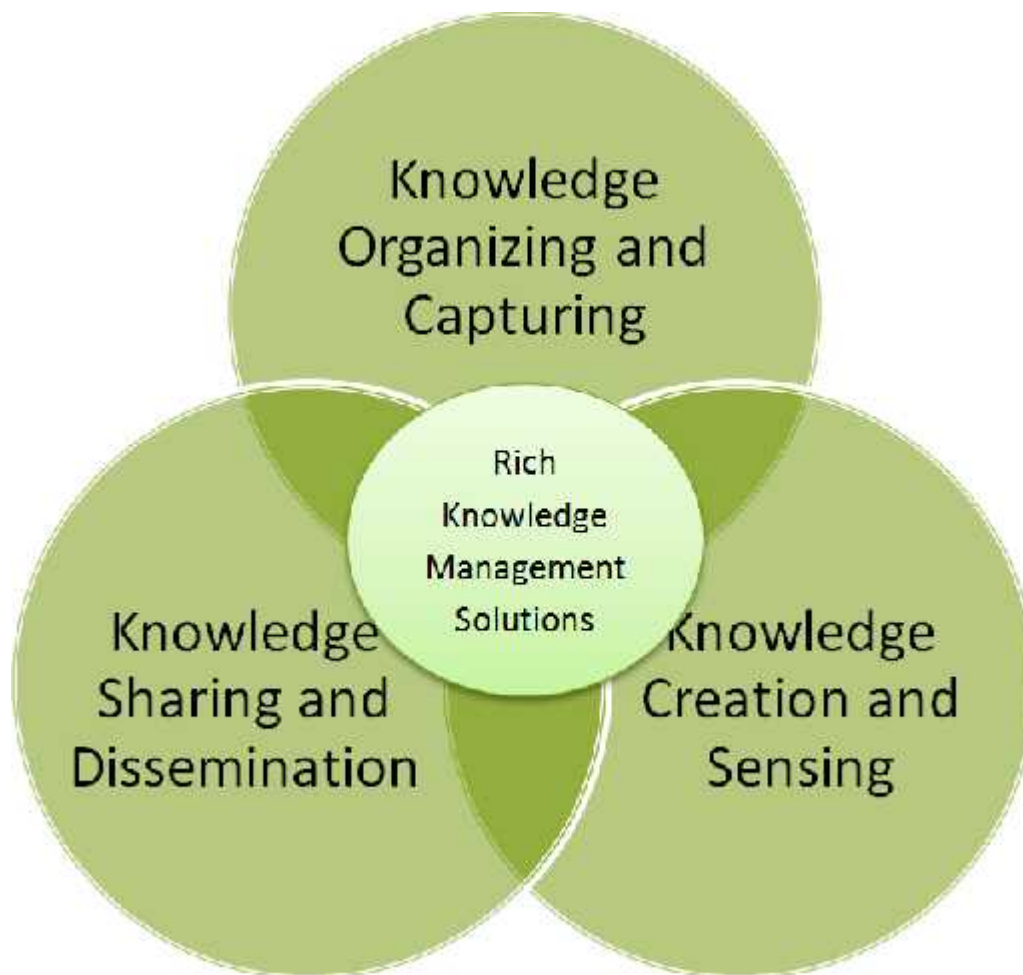 Knowledge
Organizing and
Capturing
Rich
Knowledge
Management
Solutions
Knowledge
Sharing and
Dissemination
Knowledge
Creation and
Sensing